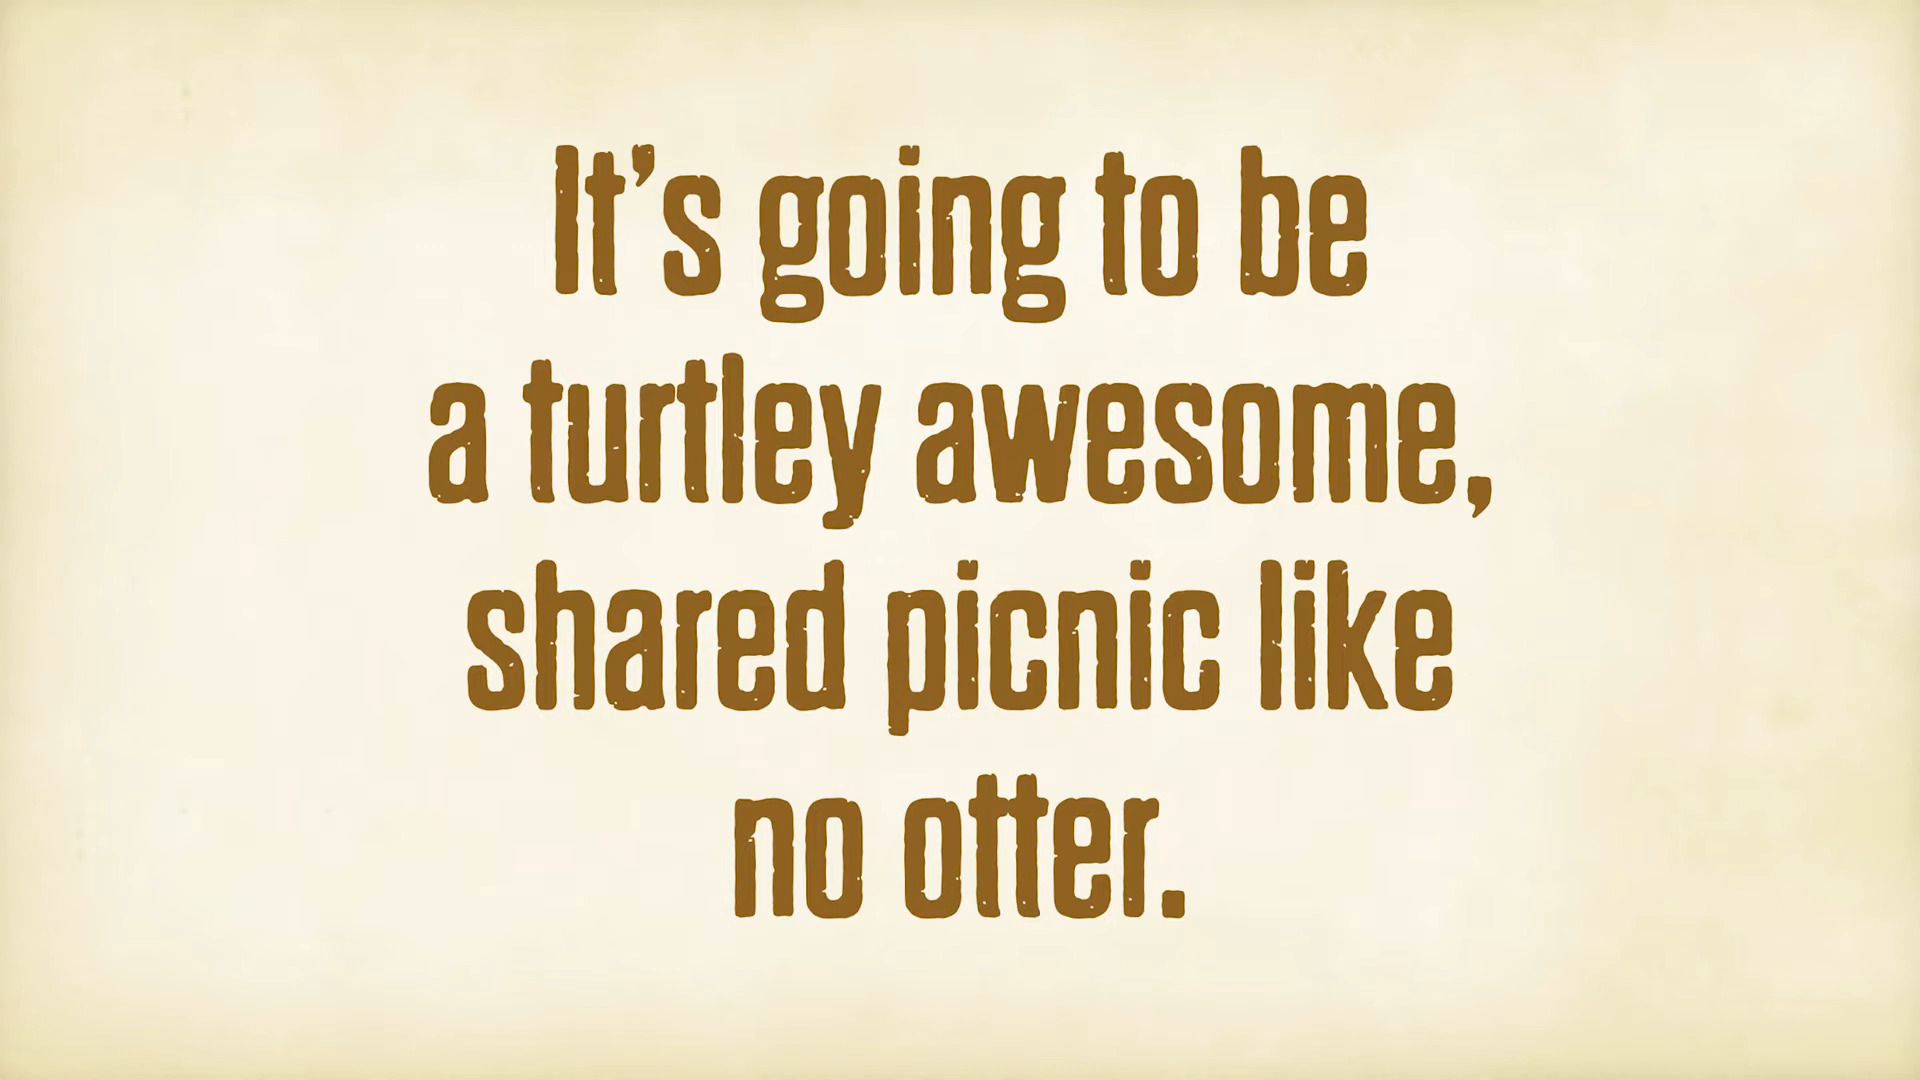 It’s going to be
a turtley awesome,
shared picnic like
no otter.